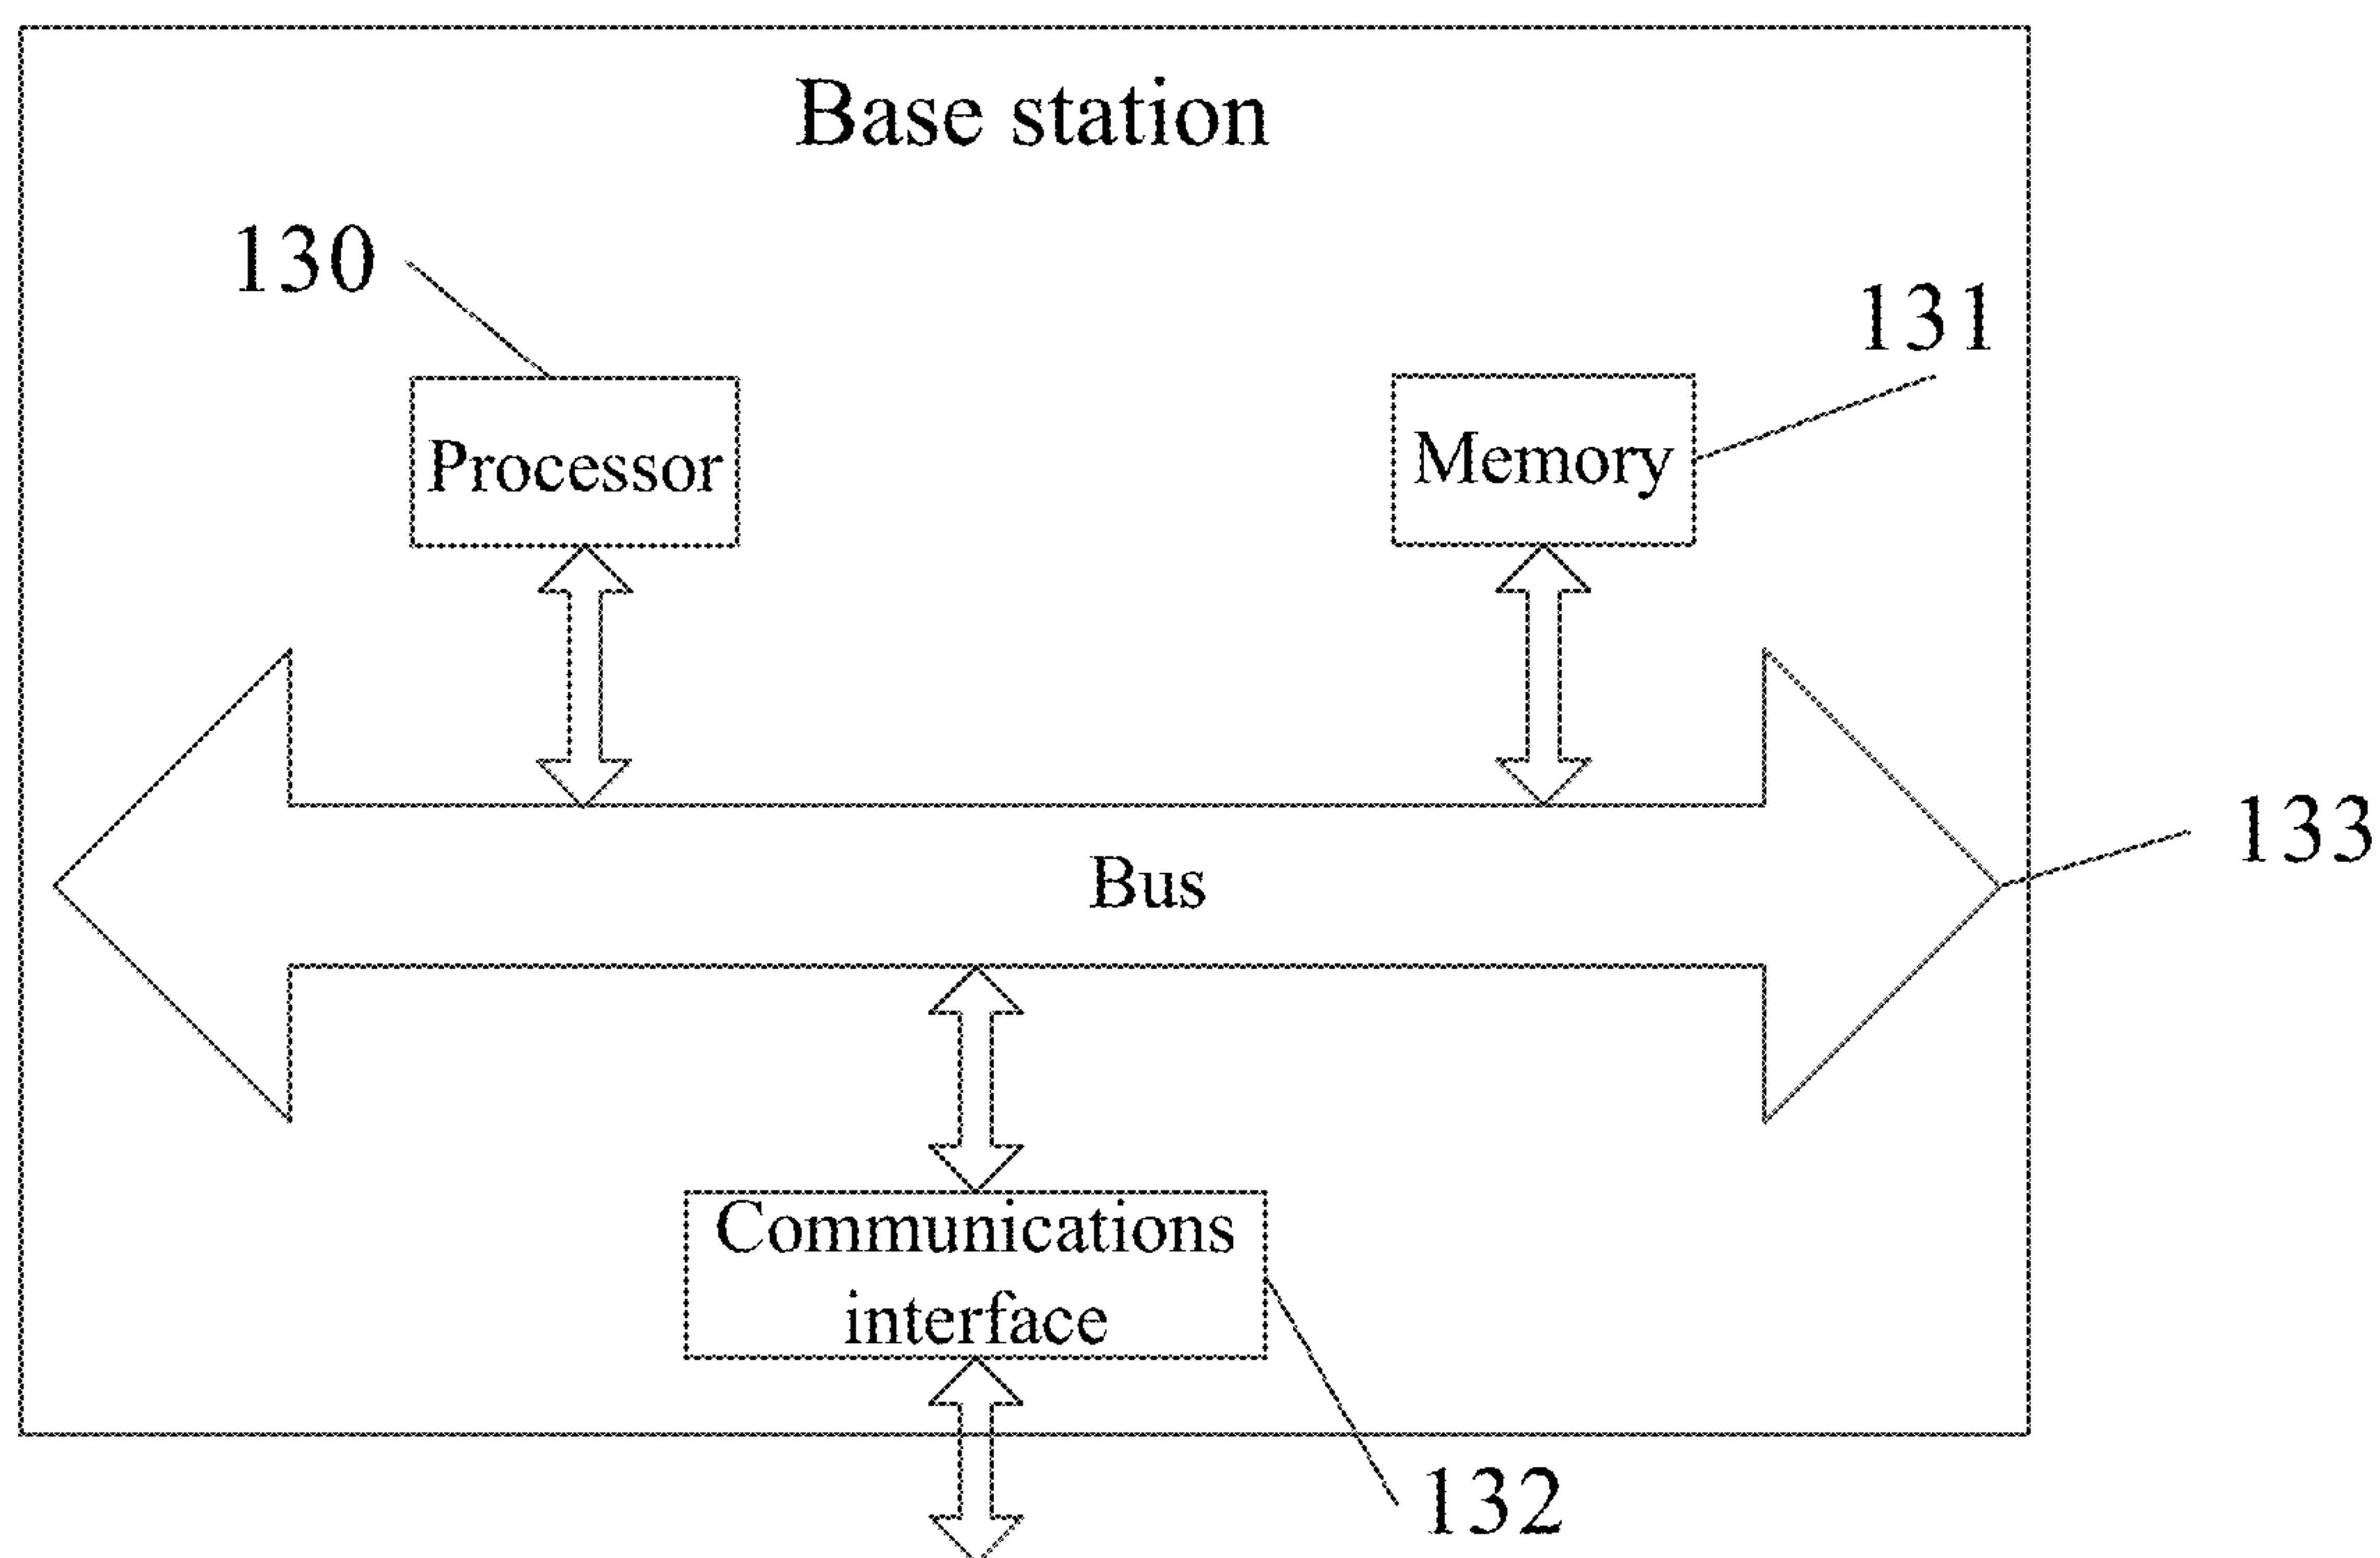 Base station
130
131
Processor
Memory
133
Bus
Communications
interface
132